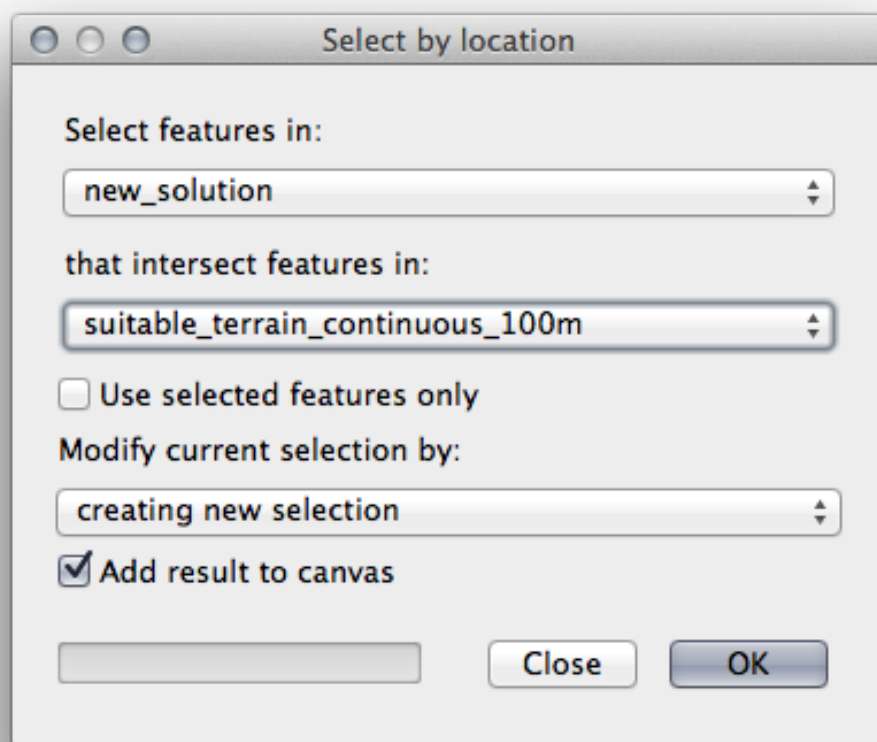 Select by location
Select features in:
new_solution
that intersect features in:
suitable_terrain_continuous_100m
Use selected features only
Modify current selection by:
creating new selection
Add result to canvas
Close OK